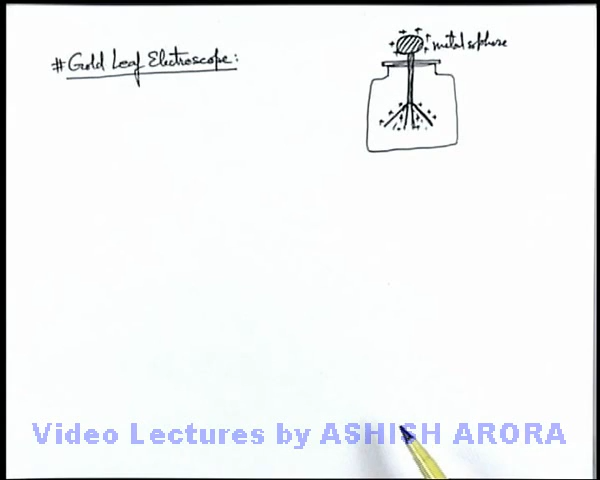 # Gold Leaf Electroscope:
metal sphere
Video Lectures by ASHISH ARORA